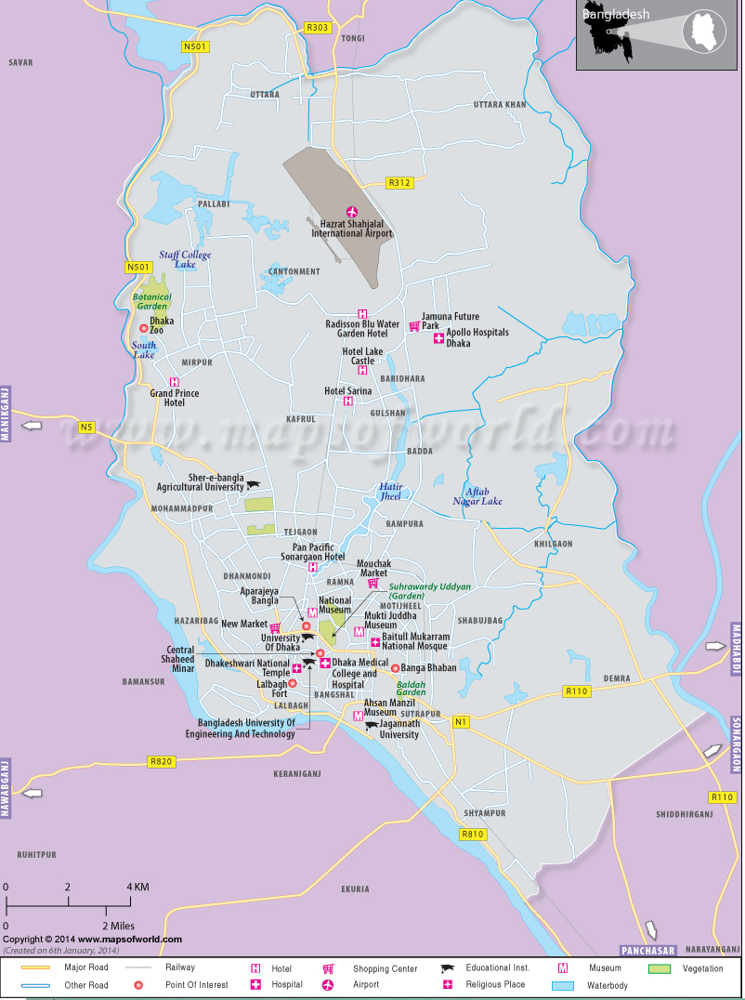 Bangladesh
R303
TONGI
N501
SAVAR
UTTARA
UTTARA KHAN
R312
PALLABI
Hazrat Shahjalal
International Airport
Staff College
Lake
N501
CANTONMENT
Botanical
Garden
Dhaka
Zoo
Radisson Blu Water
Garden Hotel
Jamuna Future
Park
Apollo Hospitals
Dhaka
South
Lake
Hotel Lake
Castle
MIRPUR
BARIDHARA
Grand Prince
Hotel
Hotel Sarina
GULSHAN
MANIKGANJ
N5
KAFRUL
www.mapsofworld.com
BADDA
Sher-e-bangla
Agricultural University
Hatir
Jheel
Aftab
Nagar Lake
MOHAMMADPUR
TEJGAON
RAMPURA
KHILGAON
Pan Pacific
Sonargaon Hotel
Mouchak
Market
DHANMONDI
RAMNA
Suhrawardy Uddyan
(Garden)
Aparajeya
Bangla
National
Museum
MOTIJHEEL
HAZARIBAG
New Market
Mukti Juddha
Museum
SHABUJBAG
University
Of Dhaka
Baitull Mukarram
National Mosque
MADHABDI
Central
Shaheed
Minar
Dhakeshwari National
Temple
Dhaka Medical
College and
Hospital
Banga Bhaban
BAMANSUR
Lalbagh
Fort
Baldah
Garden
DEMRA
R110
BANGSHAL
LALBAGH
Ahsan Manzil
Museum
SUTRAPUR
N1
Bangladesh University Of
Engineering And Technology
Jagannath
University
SONARGAON
R820
KERANIGANJ
NAWABGANJ
R110
SHYAMPUR
SHIDDHIRGANJ
R810
RUHITPUR
EKURIA
0 2 4 KM
0 2 Miles
Copyright © 2014 www.mapsofworld.com
(Created on 6th January, 2014)
PANCHASAR
NARAYANGANJ
Major Road
Railway
H Hotel
Shopping Center
Educational Inst.
M Museum
Vegetation
Other Road
Point Of Interest
Hospital
Airport
Religious Place
Waterbody